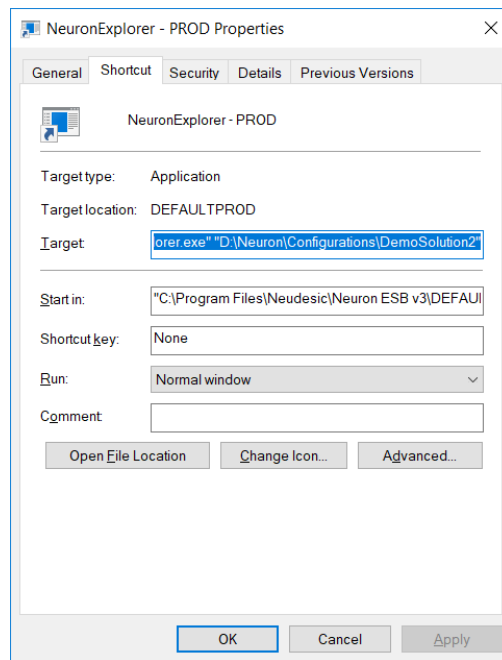 NeuronExplorer - PROD Properties
General Shortcut Security Details Previous Versions
NeuronExplorer - PROD
Target type: Application
Target location: DEFAULTPROD
Target: orer.exe" "D:\Neuron\Configurations\DemoSolution2"
Start in: "C:\Program Files\Neudesic\Neuron ESB v3\DEFAUI
Shortcut key: None
Run: Normal window
Comment:
Open File Location Change Icon... Advanced...
OK Cancel Apply